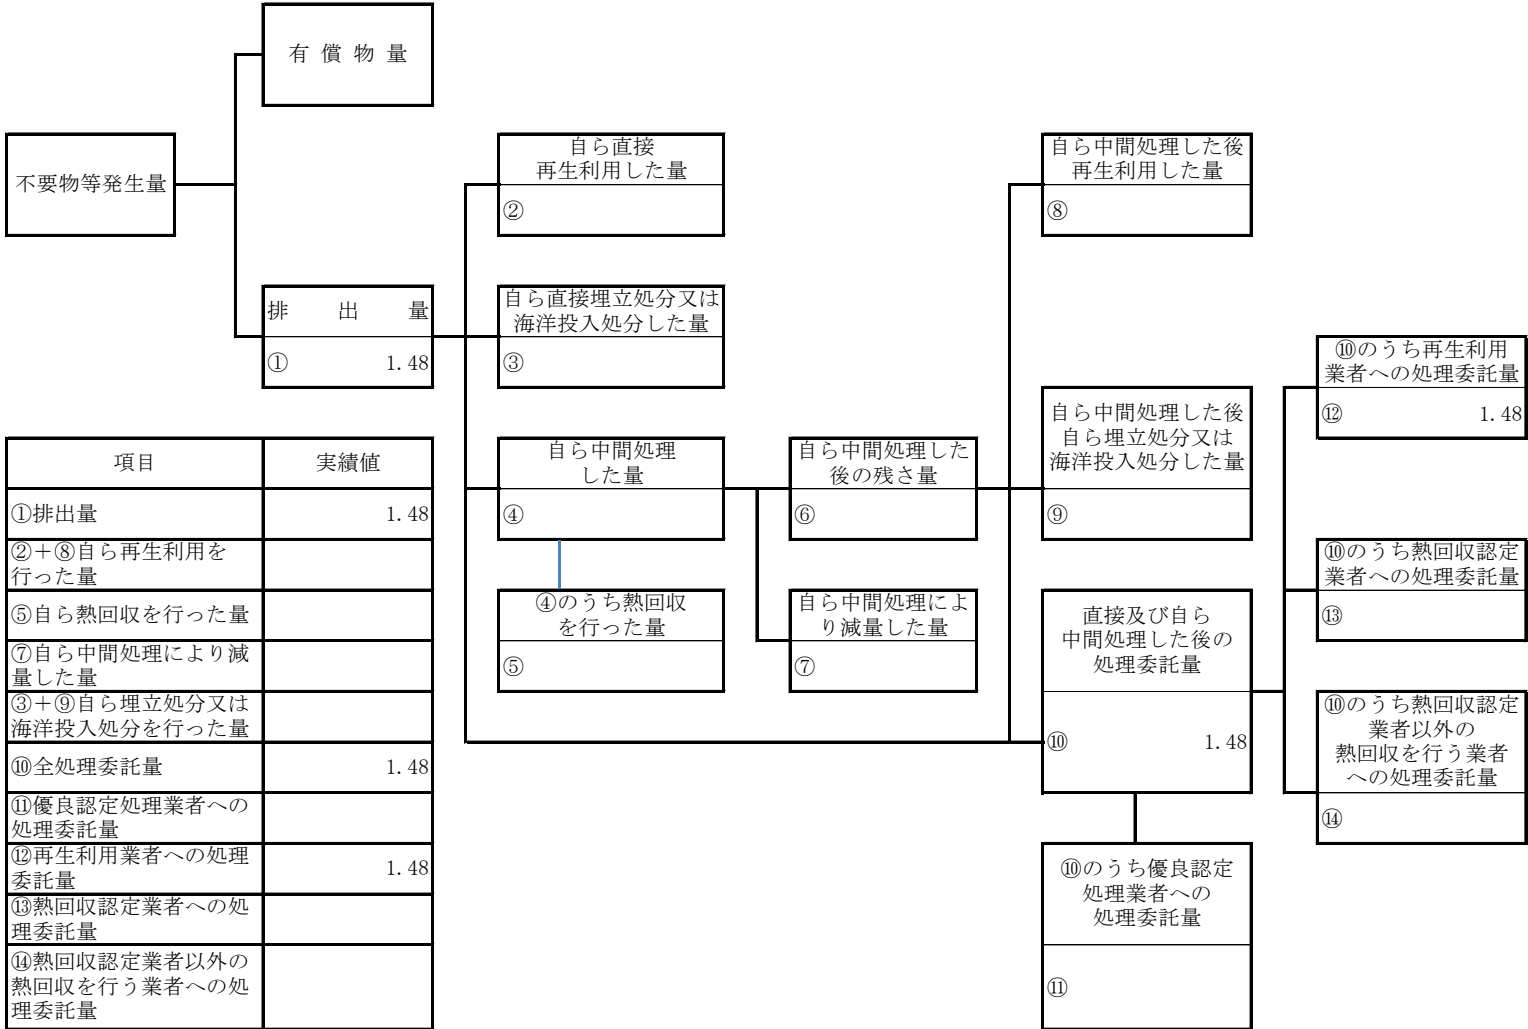 有償物量
不要物等発生量
自ら直接
再生利用した量
②
自ら中間処理した後
再生利用した量
⑧
排出量
① 1.48
自ら直接埋立処分又は
海洋投入処分した量
③
⑩のうち再生利用
業者への処理委託量
⑫ 1.48
自ら中間処理
した量
④
自ら中間処理した
後の残さ量
⑥
自ら中間処理した後
自ら埋立処分又は
海洋投入処分した量
⑨
④のうち熱回収
を行った量
⑤
自ら中間処理によ
り減量した量
⑦
直接及び自ら
中間処理した後の
処理委託量
⑩ 1.48
⑩のうち熱回収認定
業者への処理委託量
⑬
⑩のうち熱回収認定
業者以外の
熱回収を行う業者
への処理委託量
⑭
⑩のうち優良認定
処理業者への
処理委託量
⑪
項目 実績値
①排出量 1.48
②+⑧自ら再生利用を
行った量
⑤自ら熱回収を行った量
⑦自ら中間処理により減
量した量
③+⑨自ら埋立処分又は
海洋投入処分を行った量
⑩全処理委託量 1.48
⑪優良認定処理業者への
処理委託量
⑫再生利用業者への処理
委託量 1.48
⑬熱回収認定業者への処
理委託量
⑭熱回収認定業者以外の
熱回収を行う業者への処
理委託量